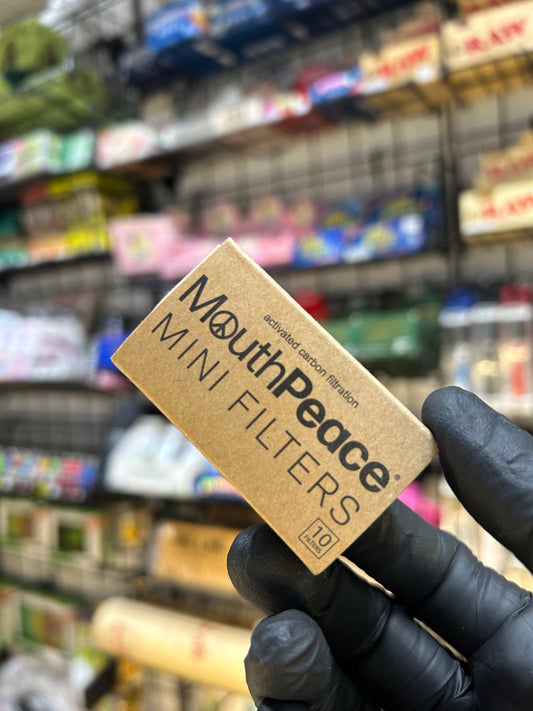 activated carbon filtration
MouthPeace®
MINI FILTERS
10
FILTERS
RAW
RAW
RAW